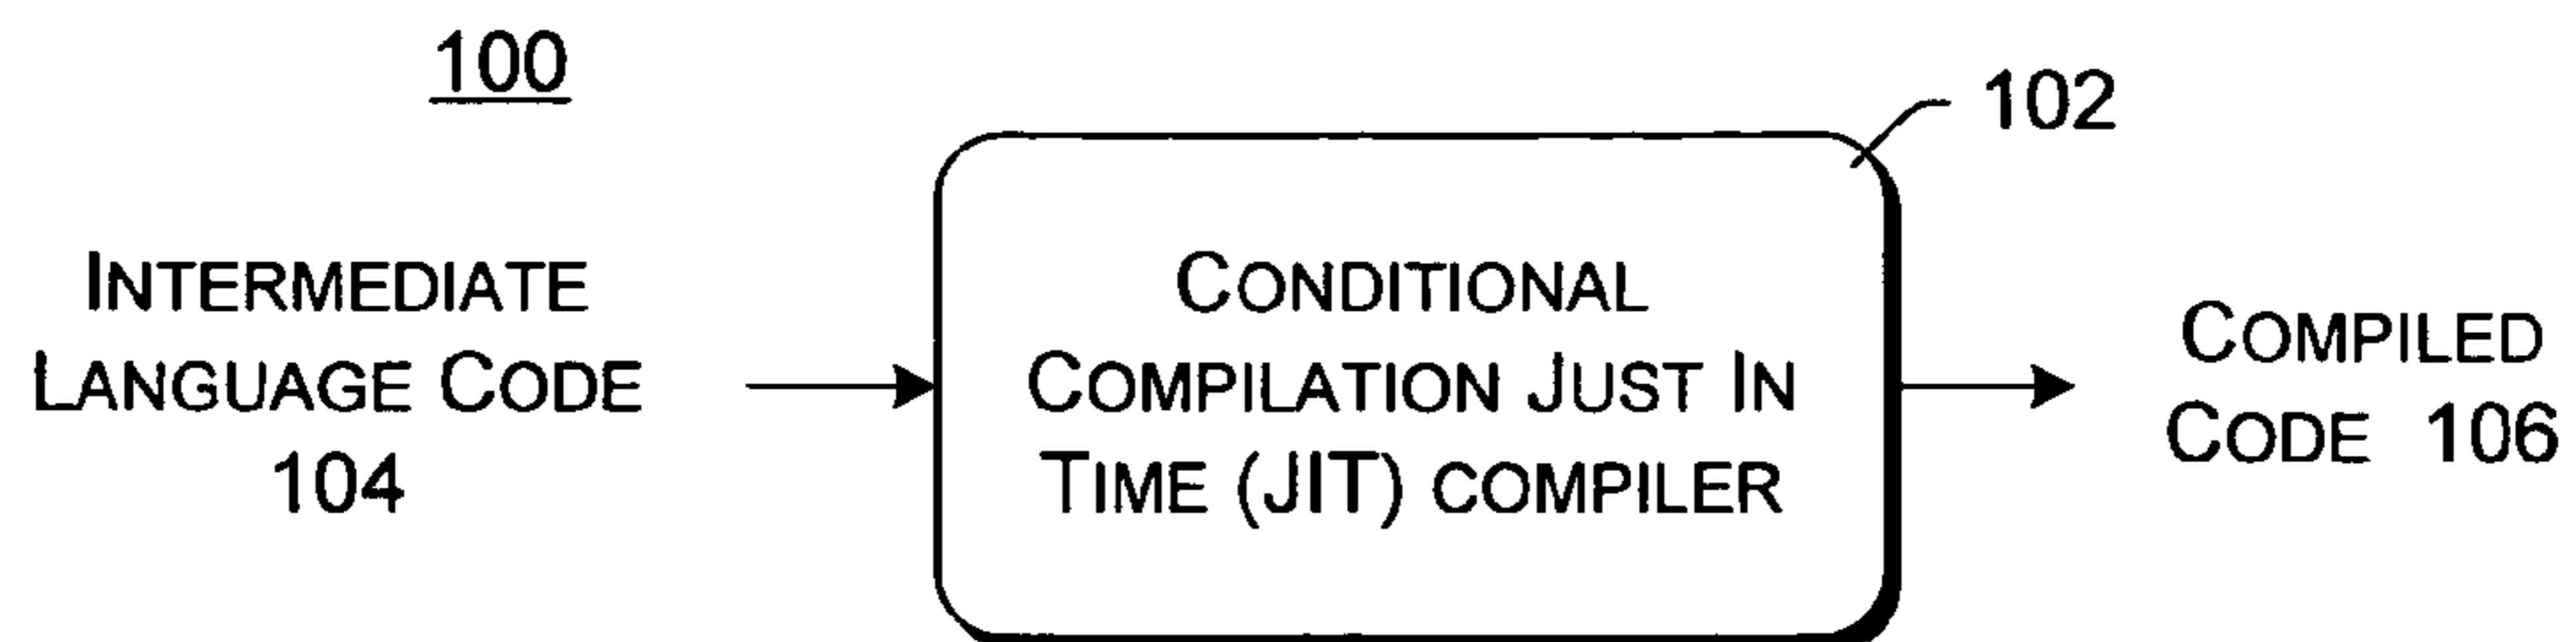 100
102
INTERMEDIATE
LANGUAGE CODE
104
CONDITIONAL
COMPILATION JUST IN
TIME (JIT) COMPILER
COMPILED
CODE 106